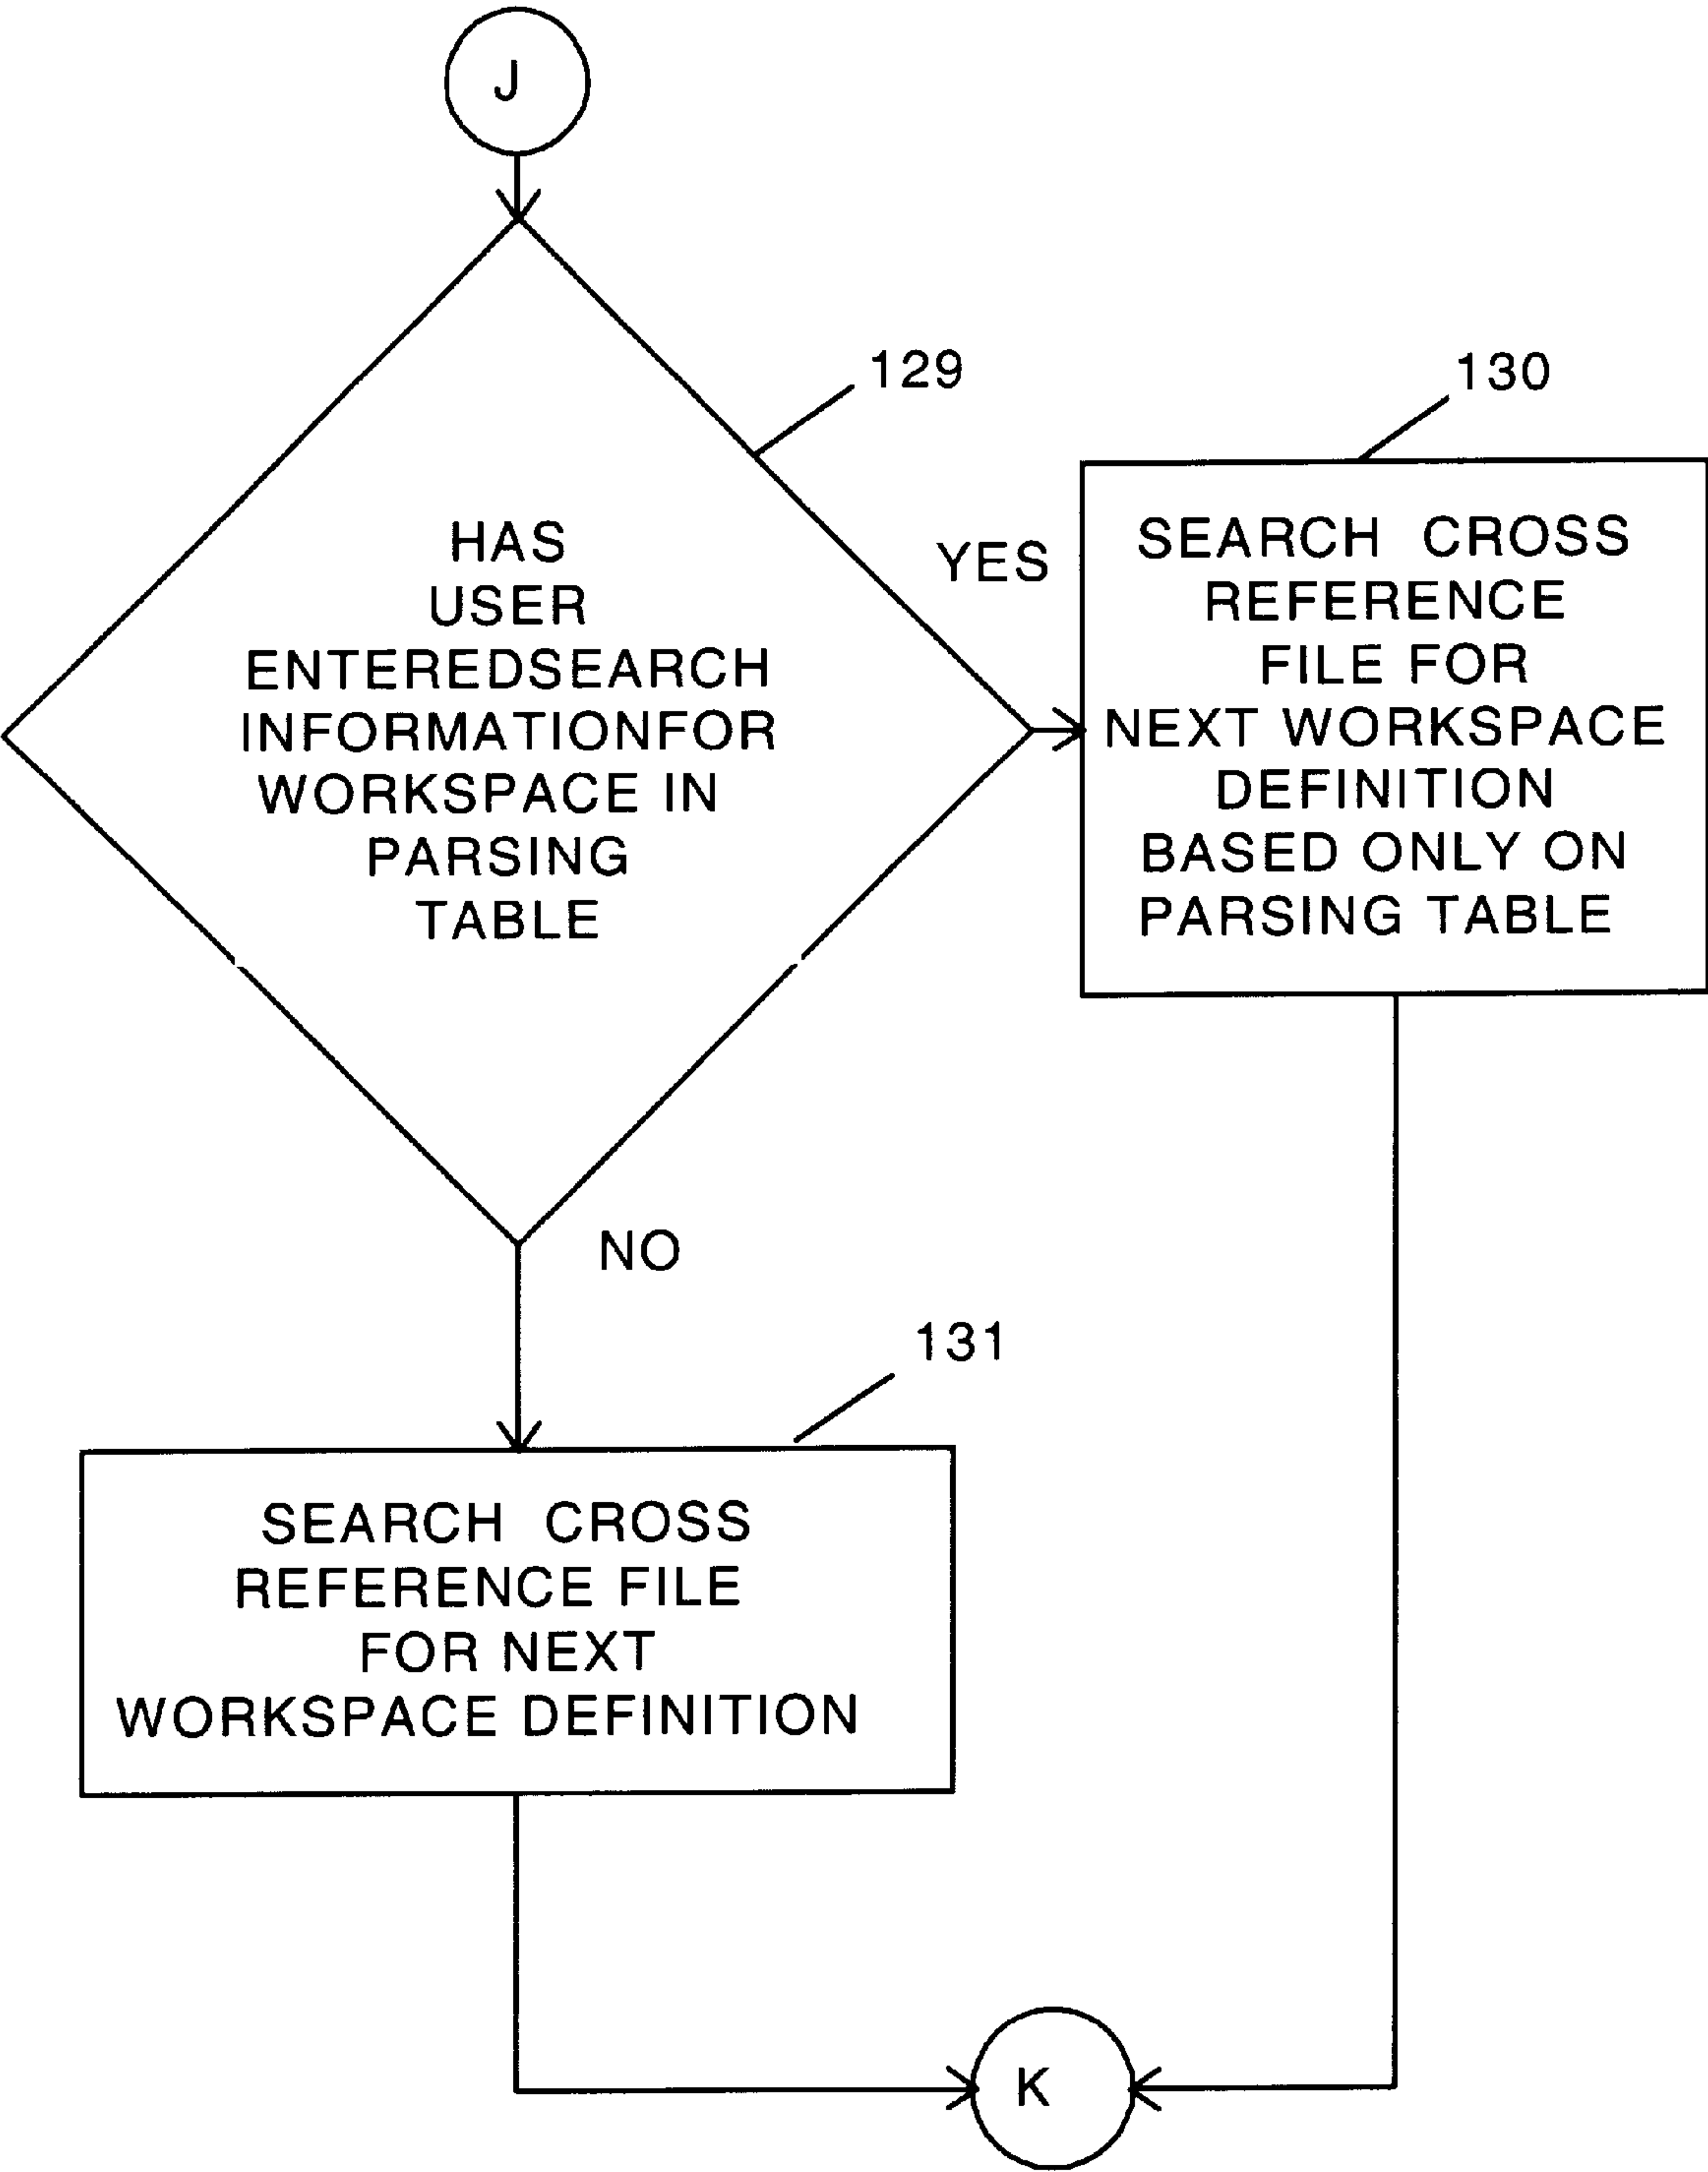 J
129
HAS
USER
ENTEREDSEARCH
INFORMATIONFOR
WORKSPACE IN
PARSING
TABLE
YES
130
SEARCH CROSS
REFERENCE
FILE FOR
NEXT WORKSPACE
DEFINITION
BASED ONLY ON
PARSING TABLE
NO
131
SEARCH CROSS
REFERENCE FILE
FOR NEXT
WORKSPACE DEFINITION
K